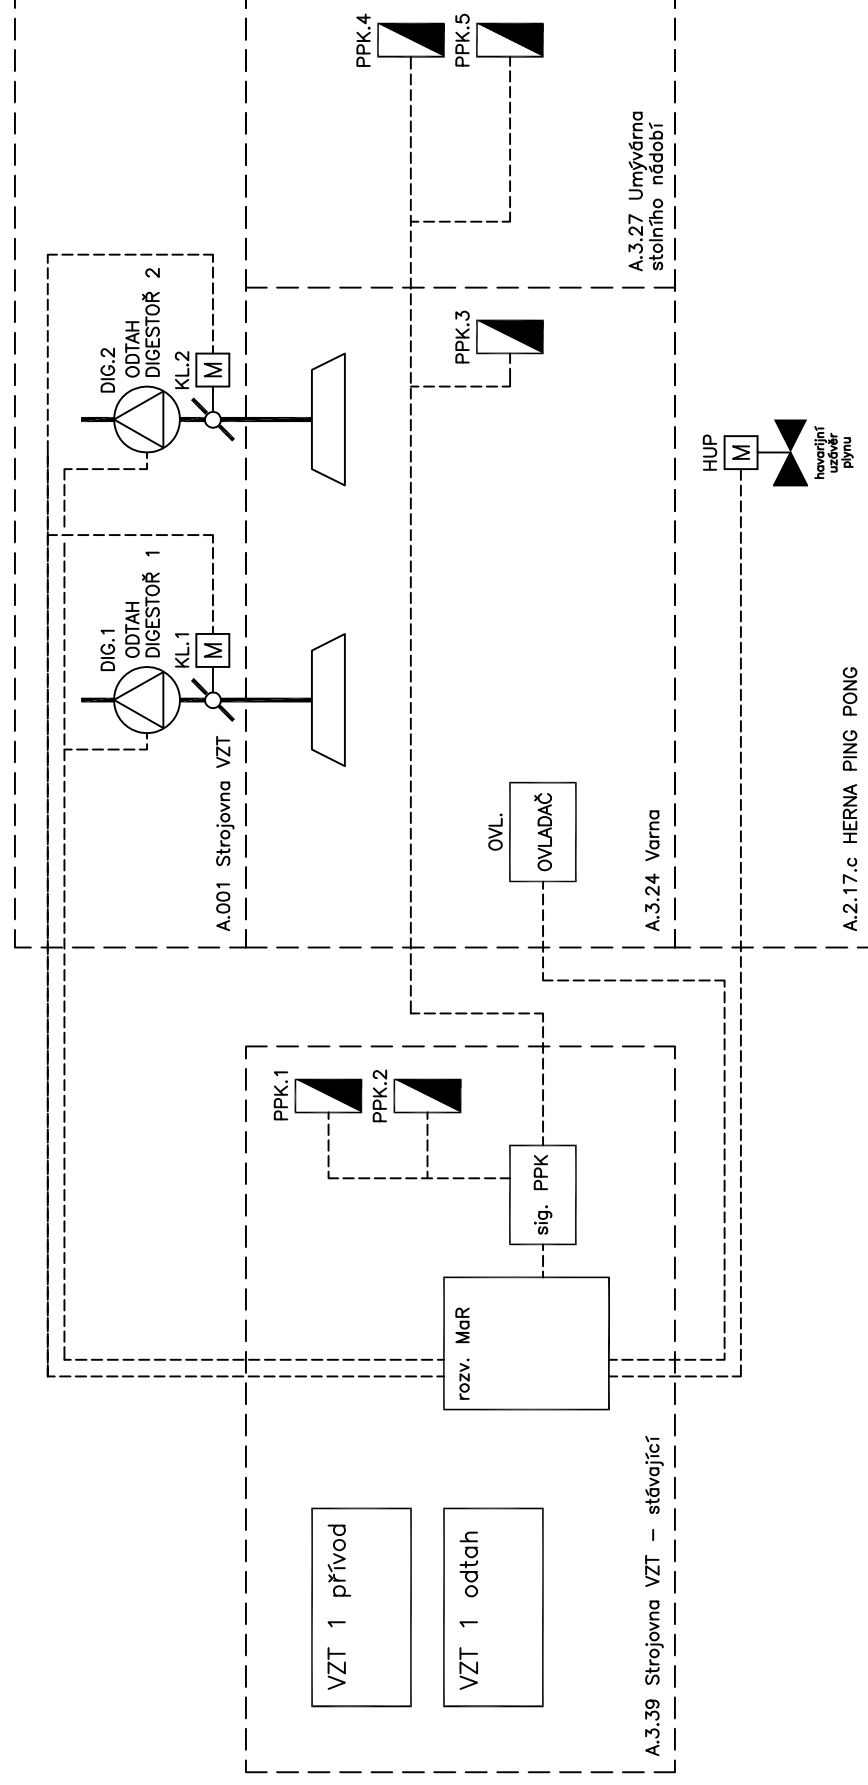 DIG.1
ODTAH
DIGESTOŘ 1
KL.1
M
DIG.2
ODTAH
DIGESTOŘ 2
KL.2
M
A.001 Strojovna VZT
PPK.1
PPK.2
PPK.3
PPK.4
PPK.5
VZT 1 přívod
VZT 1 odtah
rozv. MaR
sig. PPK
OVL.
OVLADAČ
A.3.39 Strojovna VZT – stávající
A.3.24 Varna
A.3.27 Umývárna
stolního nádobí
HUP
M
havarijní
uzávěr
plynu
A.2.17.c HERNA PING PONG